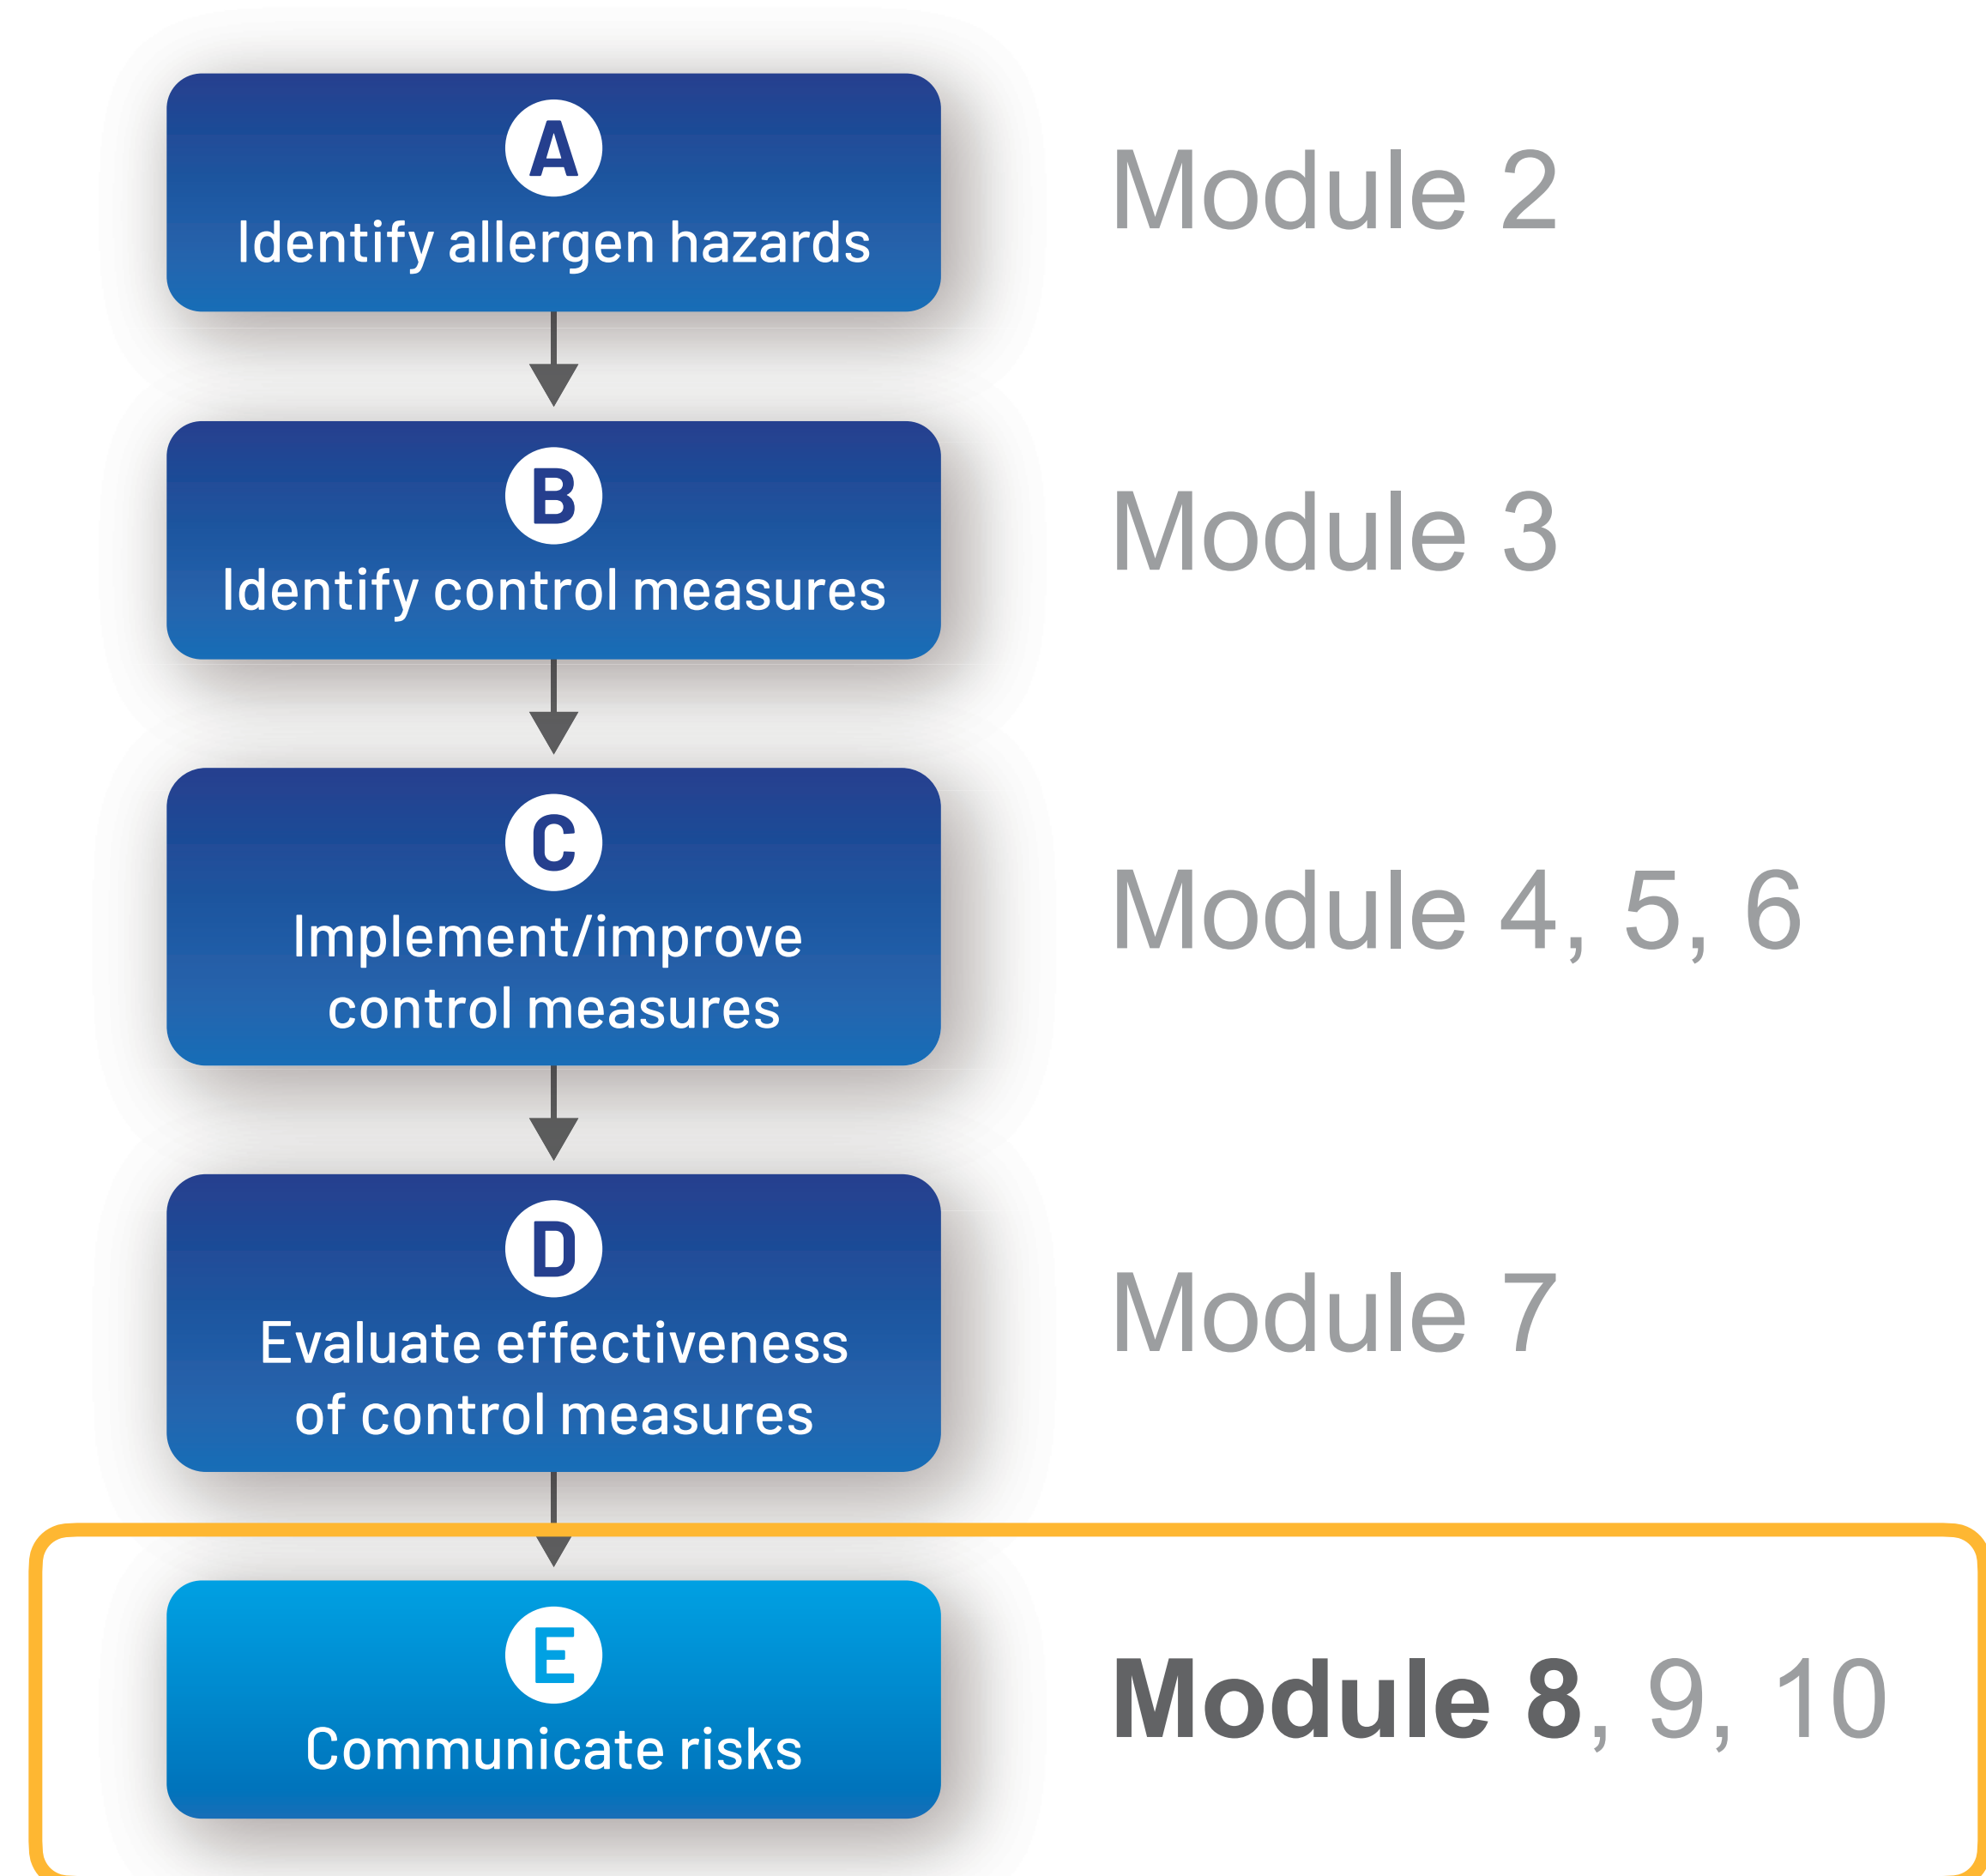 A
Identify allergen hazards
Module 2
B
Identify control measures
Module 3
C
Implement/improve
control measures
Module 4, 5, 6
D
Evaluate effectiveness
of control measures
Module 7
E
Communicate risks
Module 8, 9, 10